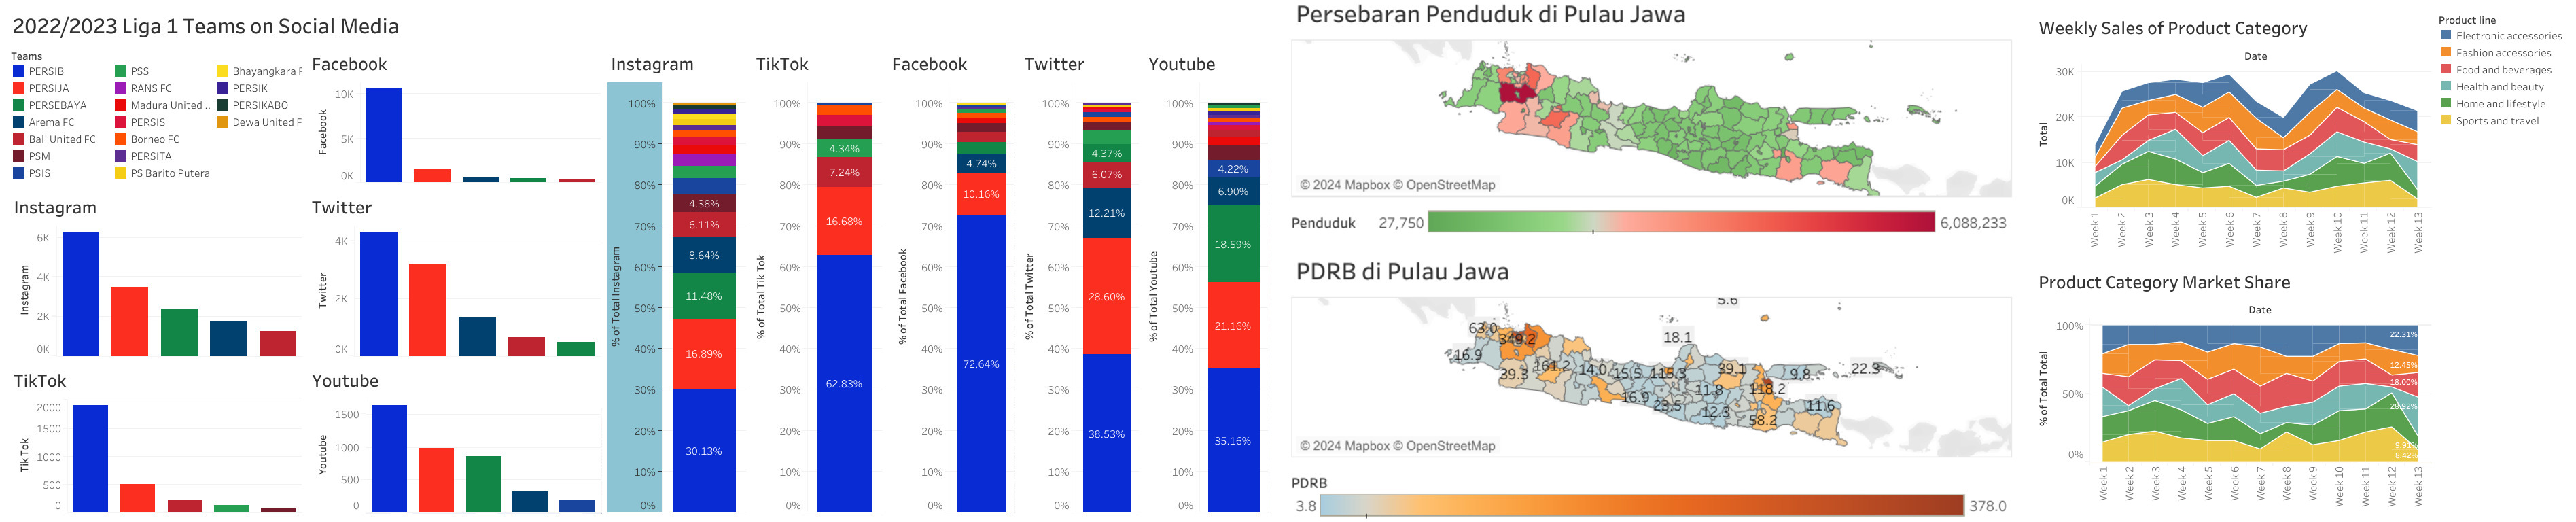 2022/2023 Liga 1 Teams on Social Media
Teams
PERSIB
PERSIJA
PERSEBAYA
Arema FC
Bali United FC
PSM
PSIS
PSS
RANS FC
Madura United ..
PERSIS
Borneo FC
PERSITA
PS Barito Putera
Bhayangkara F
PERSIK
PERSIKABO
Dewa United F
Facebook
Facebook
10K
5K
0K
Instagram
Instagram
6K
4K
2K
0K
Twitter
Twitter
4K
2K
0K
TikTok
Tik Tok
2000
1500
1000
500
0
Youtube
Youtube
1500
1000
500
0
Instagram
% of Total Instagram
100%
90%
80%
70%
60%
50%
40%
30%
20%
10%
0%
4.38%
6.11%
8.64%
11.48%
16.89%
30.13%
TikTok
% of Total Tik Tok
100%
90%
80%
70%
60%
50%
40%
30%
20%
10%
0%
4.34%
7.24%
16.68%
62.83%
Facebook
% of Total Facebook
100%
90%
80%
70%
60%
50%
40%
30%
20%
10%
0%
4.74%
10.16%
72.64%
Twitter
% of Total Twitter
100%
90%
80%
70%
60%
50%
40%
30%
20%
10%
0%
4.37%
6.07%
12.21%
28.60%
38.53%
Youtube
% of Total Youtube
100%
90%
80%
70%
60%
50%
40%
30%
20%
10%
0%
4.22%
6.90%
18.59%
21.16%
35.16%
Persebaran Penduduk di Pulau Jawa
© 2024 Mapbox © OpenStreetMap
Penduduk
27,750
6,088,233
PDRB di Pulau Jawa
5.6
63.0
349.2
18.1
16.9
39.3
161.2
14.0
15.5
115.3
39.1
9.8
22.3
118.2
11.8
16.9
23.5
12.3
58.2
11.6
© 2024 Mapbox © OpenStreetMap
PDRB
3.8
378.0
Weekly Sales of Product Category
Date
Total
30K
20K
10K
0K
Week 1
Week 2
Week 3
Week 4
Week 5
Week 6
Week 7
Week 8
Week 9
Week 10
Week 11
Week 12
Week 13
Product line
Electronic accessories
Fashion accessories
Food and beverages
Health and beauty
Home and lifestyle
Sports and travel
Product Category Market Share
Date
% of Total Total
100%
50%
0%
22.31%
12.45%
18.00%
28.92%
9.91%
8.42%
Week 1
Week 2
Week 3
Week 4
Week 5
Week 6
Week 7
Week 8
Week 9
Week 10
Week 11
Week 12
Week 13